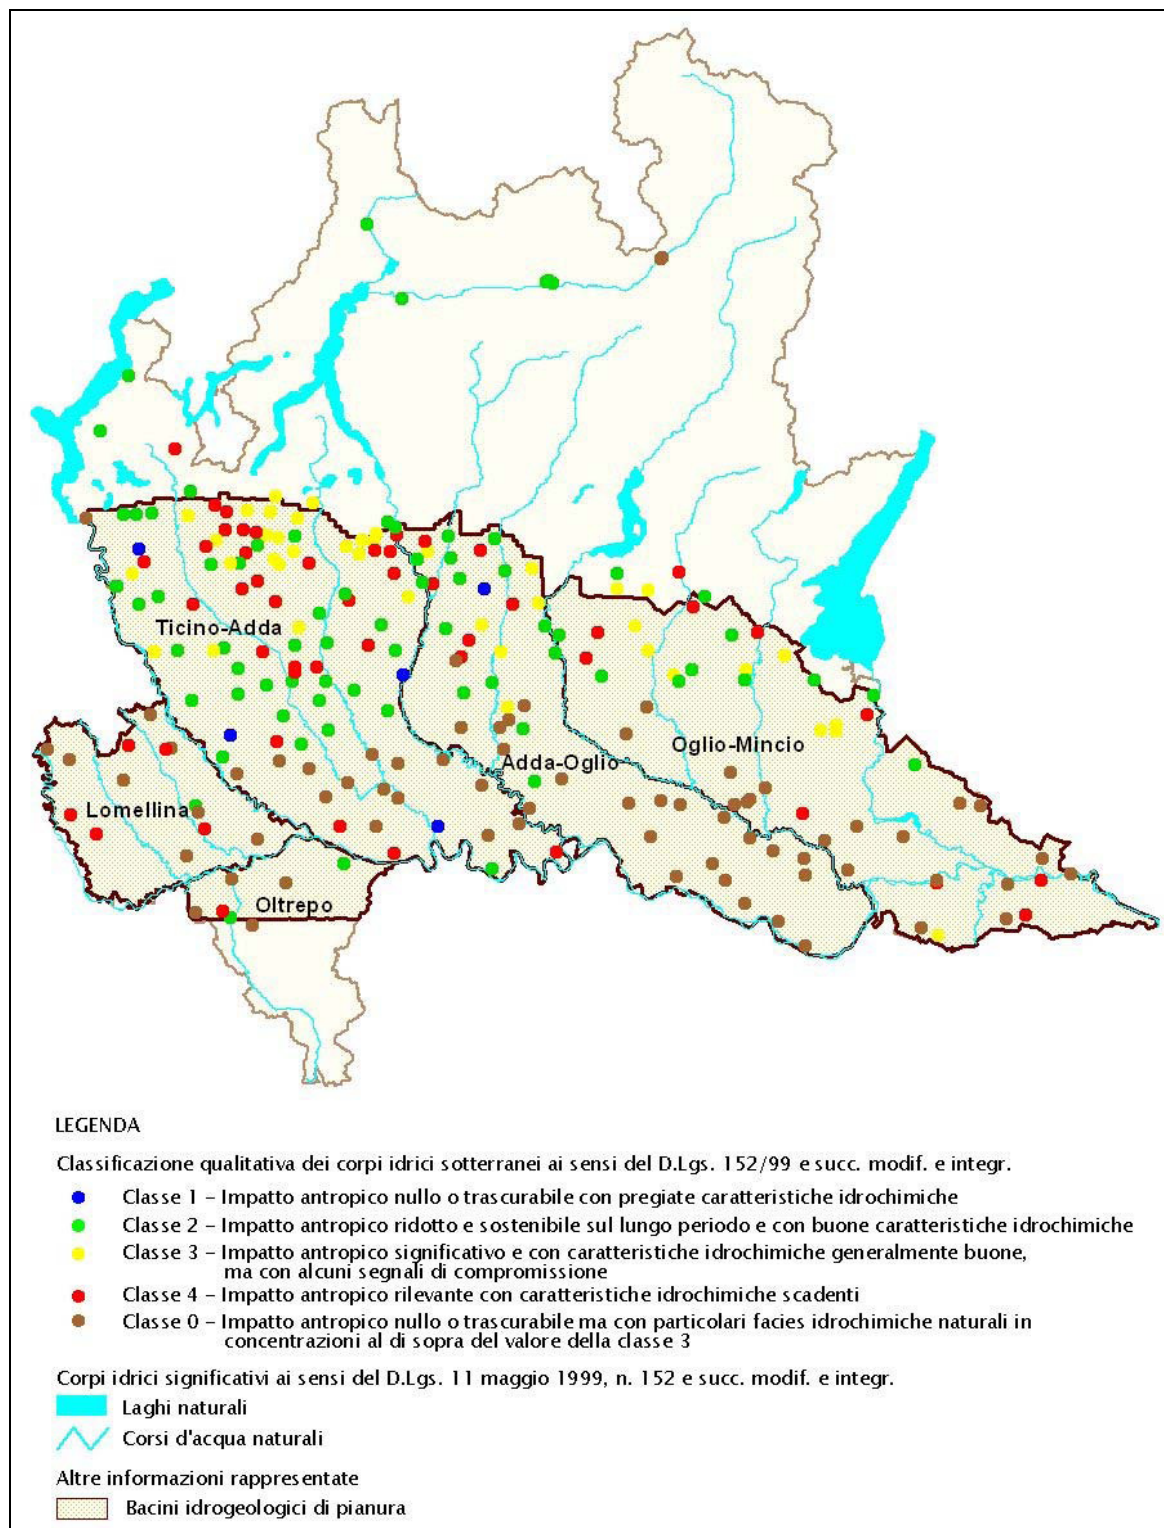 Ticino-Adda
Adda-Oglio
Oglio-Mincio
Lomellina
Oltrepo
LEGENDA
Classificazione qualitativa dei corpi idrici sotterranei ai sensi del D.Lgs. 152/99 e succ. modif. e integr.
Classe 1 – Impatto antropico nullo o trascurabile con pregiate caratteristiche idrochimiche
Classe 2 – Impatto antropico ridotto e sostenibile sul lungo periodo e con buone caratteristiche idrochimiche
Classe 3 – Impatto antropico significativo e con caratteristiche idrochimiche generalmente buone,
ma con alcuni segnali di compromissione
Classe 4 – Impatto antropico rilevante con caratteristiche idrochimiche scadenti
Classe 0 – Impatto antropico nullo o trascurabile ma con particolari facies idrochimiche naturali in
concentrazioni al di sopra del valore della classe 3
Corpi idrici significativi ai sensi del D.Lgs. 11 maggio 1999, n. 152 e succ. modif. e integr.
Laghi naturali
Corsi d'acqua naturali
Altre informazioni rappresentate
Bacini idrogeologici di pianura